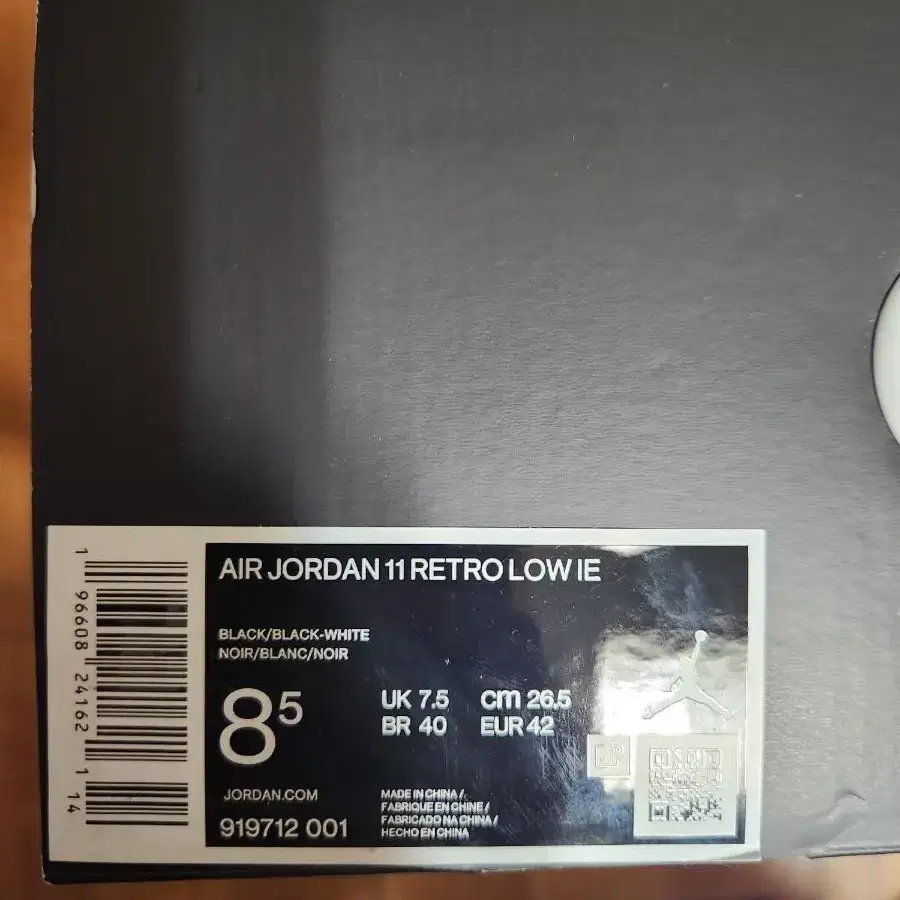 AIR JORDAN 11 RETRO LOW IE
BLACK/BLACK-WHITE
NOIR/BLANC/NOIR
8 5
UK 7.5 cm 26.5
BR 40 EUR 42
JORDAN.COM
919712 001
MADE IN CHINA /
FABRIQUE EN CHINE /
FABRICADO NA CHINA /
HECHO EN CHINA
1 96608 24162 1 14